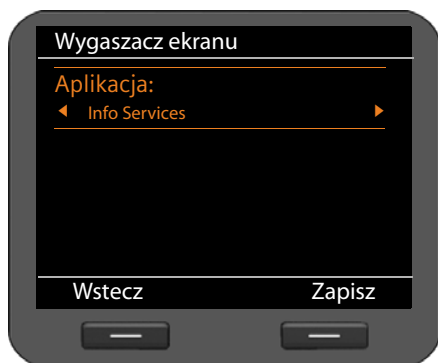 Wygaszacz ekranu
Aplikacja:
Info Services
Wstecz Zapisz